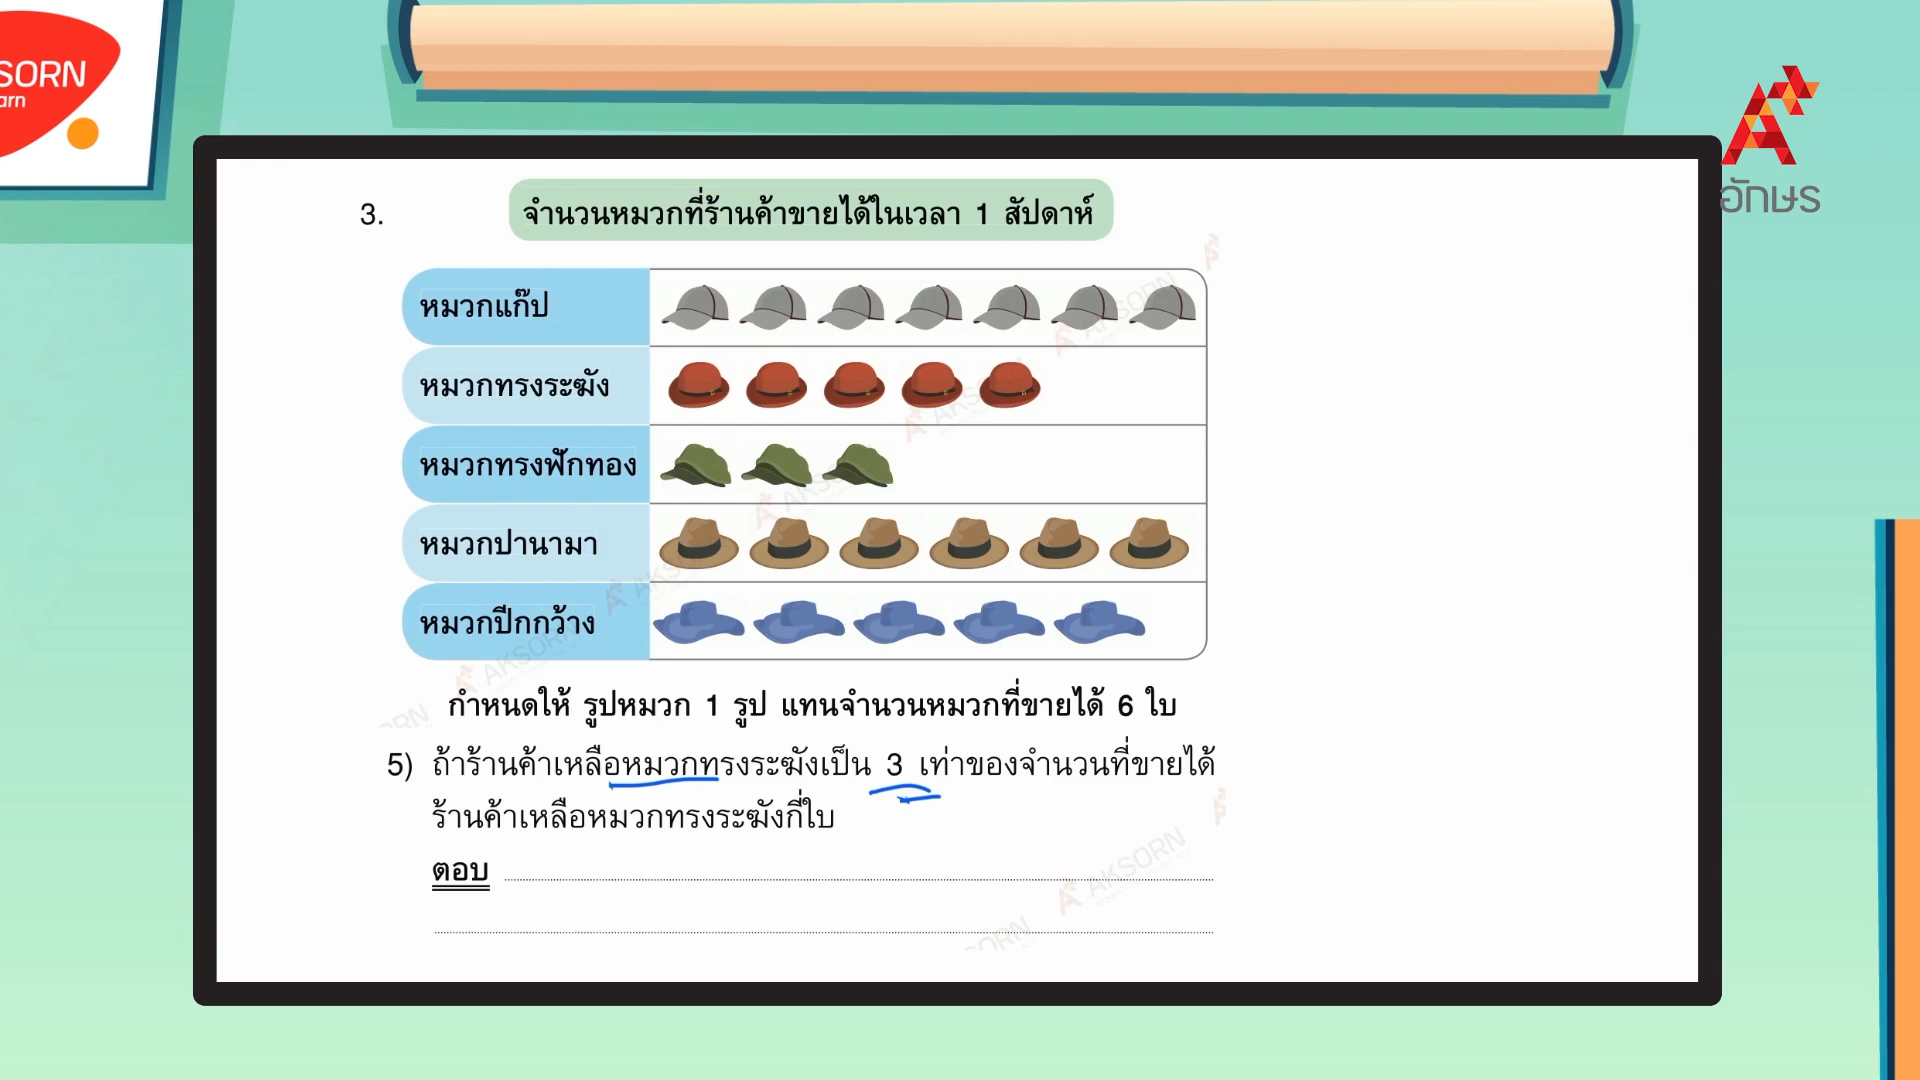 SORN
arn
อักษร
3. จำนวนหมวกที่ร้านค้าขายได้ในเวลา 1 สัปดาห์
หมวกแก๊ป
หมวกทรงระฆัง
หมวกทรงฟักทอง
หมวกปานามา
หมวกปีกกว้าง
กำหนดให้ รูปหมวก 1 รูป แทนจำนวนหมวกที่ขายได้ 6 ใบ
5) ถ้าร้านค้าเหลือหมวกทรงระฆังเป็น 3 เท่าของจำนวนที่ขายได้
ร้านค้าเหลือหมวกทรงระฆังกี่ใบ
ตอบ
AKSORN
AKSORN
AKSORN
AKSORN
AKSORN
ORN
AKSORN
SORN